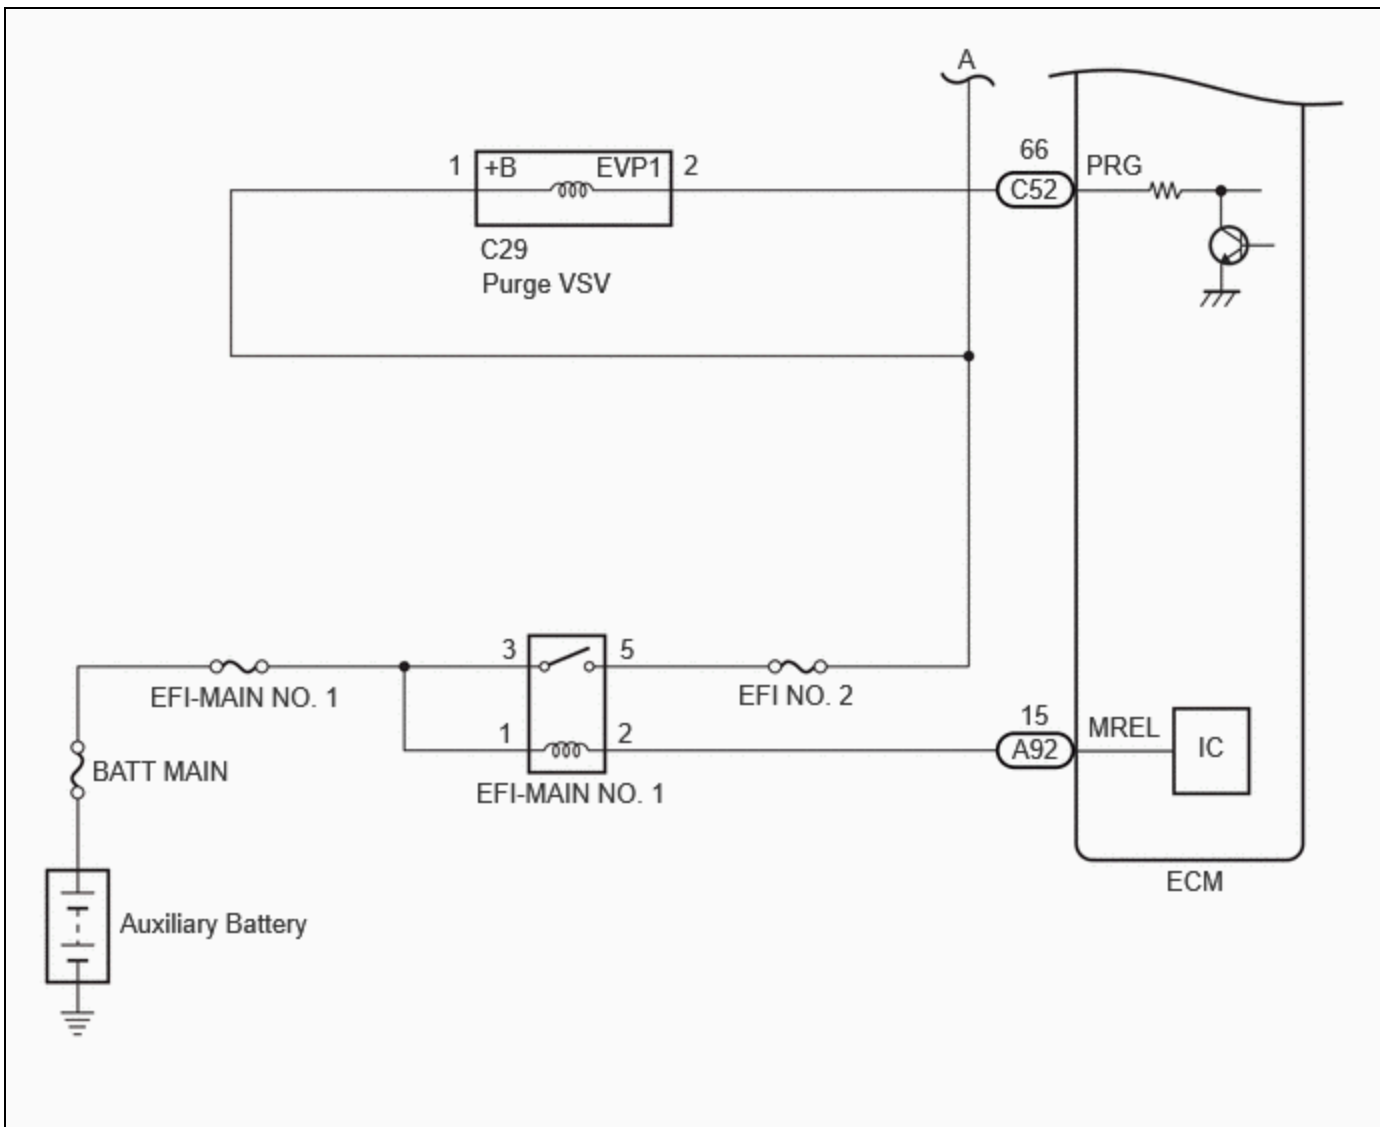 A
66
1 +B EVP1 2
C52 PRG
C29
Purge VSV
3 5
EFI-MAIN NO. 1
EFI NO. 2
15
1 2
A92 MREL
IC
BATT MAIN
EFI-MAIN NO. 1
ECM
Auxiliary Battery